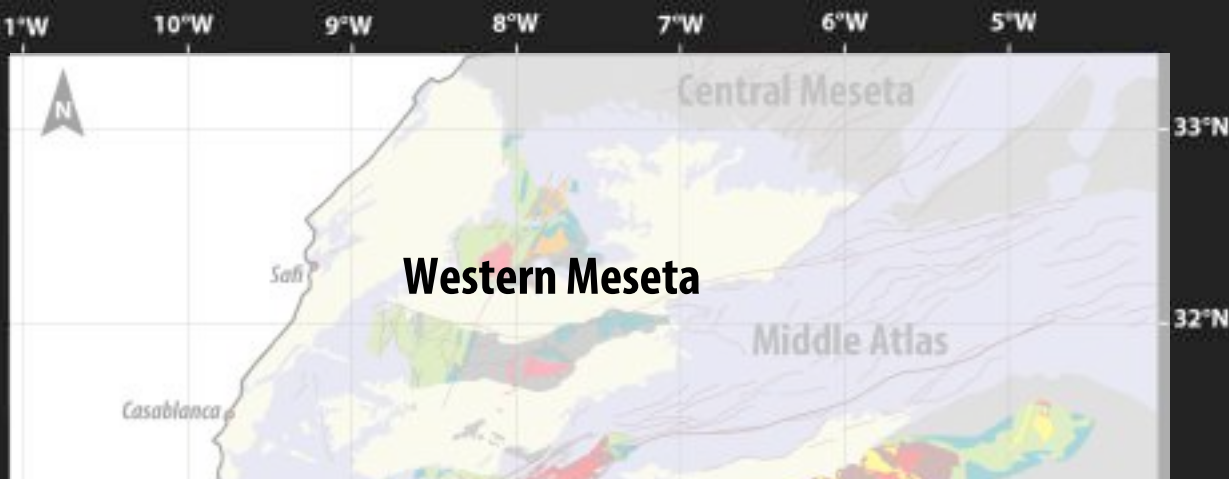 1°W 10°W 9°W 8°W 7°W 6°W 5°W
N
Central Meseta
33°N
Safi
Western Meseta
32°N
Middle Atlas
Casablanca